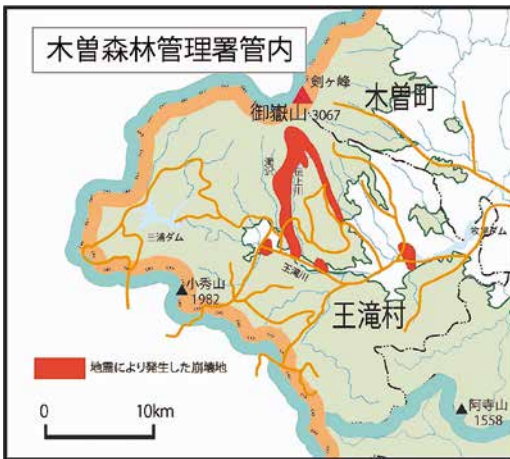 木曽森林管理署管内
剣ヶ峰
御嶽山 3067
木曽町
濁沢
伝上川
三浦ダム
牧尾ダム
王滝川
小秀山
1982
王滝村
地震により発生した崩壊地
0 10km
阿寺山
1558